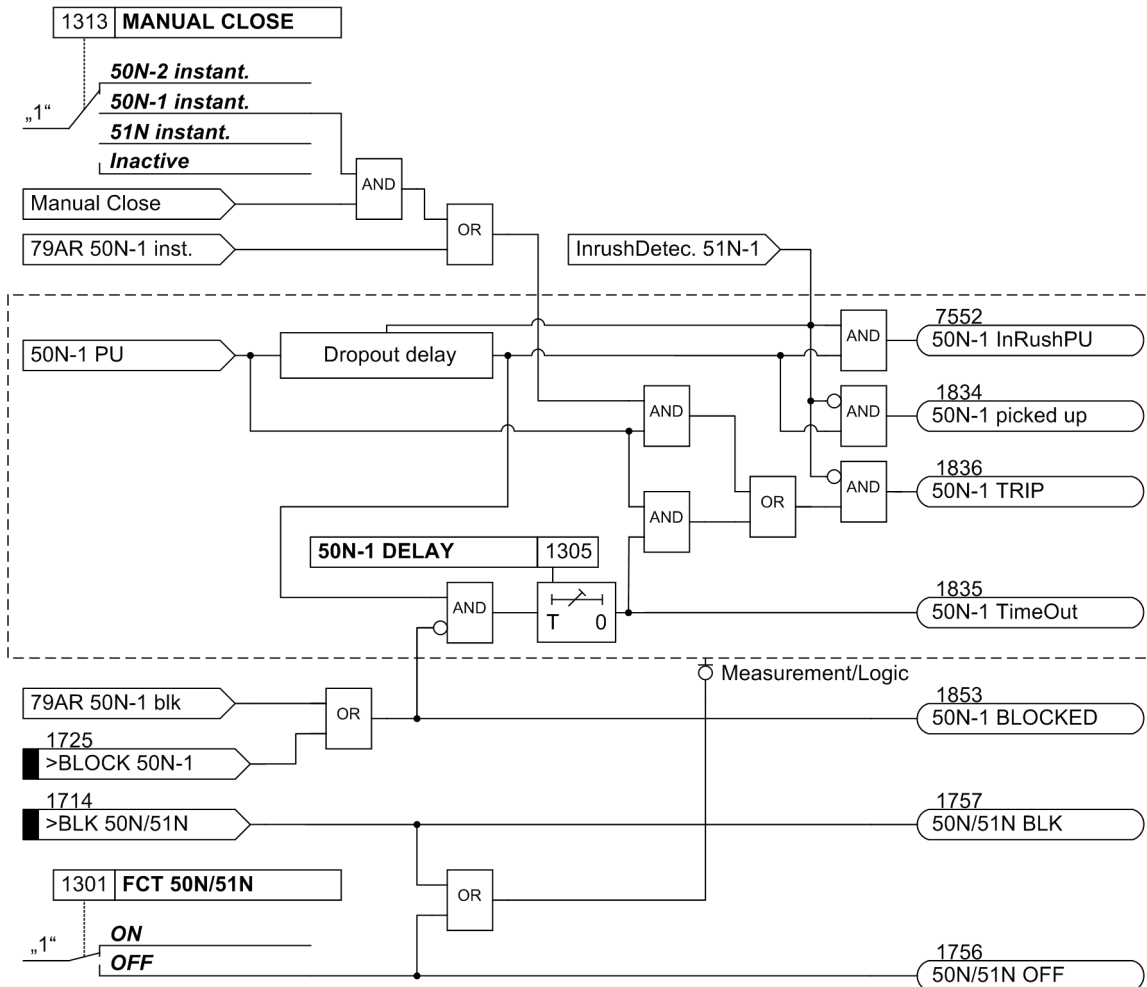 1313 MANUAL CLOSE
50N-2 instant.
„1“
50N-1 instant.
51N instant.
Inactive
AND
Manual Close
OR
79AR 50N-1 inst.
InrushDetec. 51N-1
50N-1 PU
Dropout delay
AND
7552
50N-1 InRushPU
AND
AND
1834
50N-1 picked up
AND
OR
AND
1836
50N-1 TRIP
50N-1 DELAY 1305
AND
T 0
1835
50N-1 TimeOut
Measurement/Logic
79AR 50N-1 blk
OR
1853
50N-1 BLOCKED
1725
>BLOCK 50N-1
1714
>BLK 50N/51N
1757
50N/51N BLK
1301 FCT 50N/51N
OR
„1“
ON
OFF
1756
50N/51N OFF